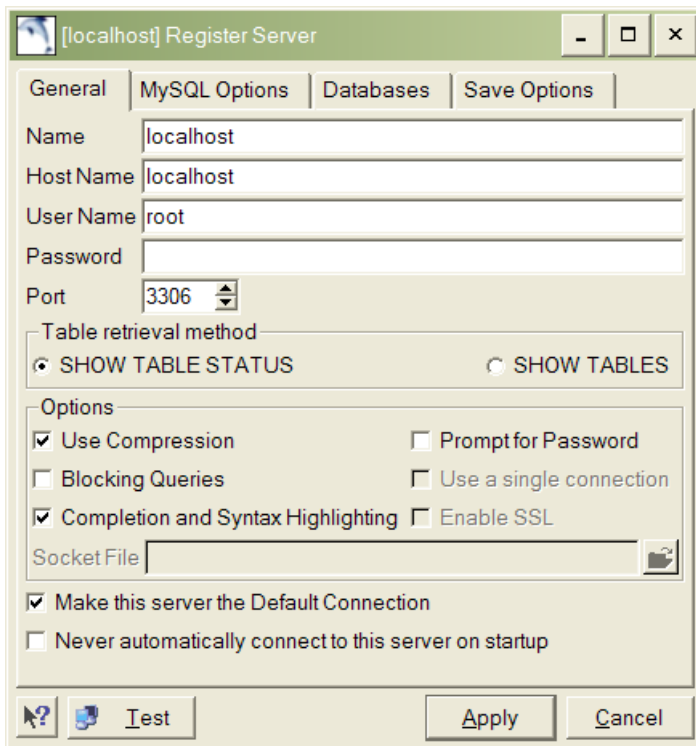 [localhost] Register Server
General MySQL Options Databases Save Options
Name localhost
Host Name localhost
User Name root
Password
Port 3306
Table retrieval method
SHOW TABLE STATUS SHOW TABLES
Options
Use Compression Prompt for Password
Blocking Queries Use a single connection
Completion and Syntax Highlighting Enable SSL
Socket File
Make this server the Default Connection
Never automatically connect to this server on startup
? Test Apply Cancel